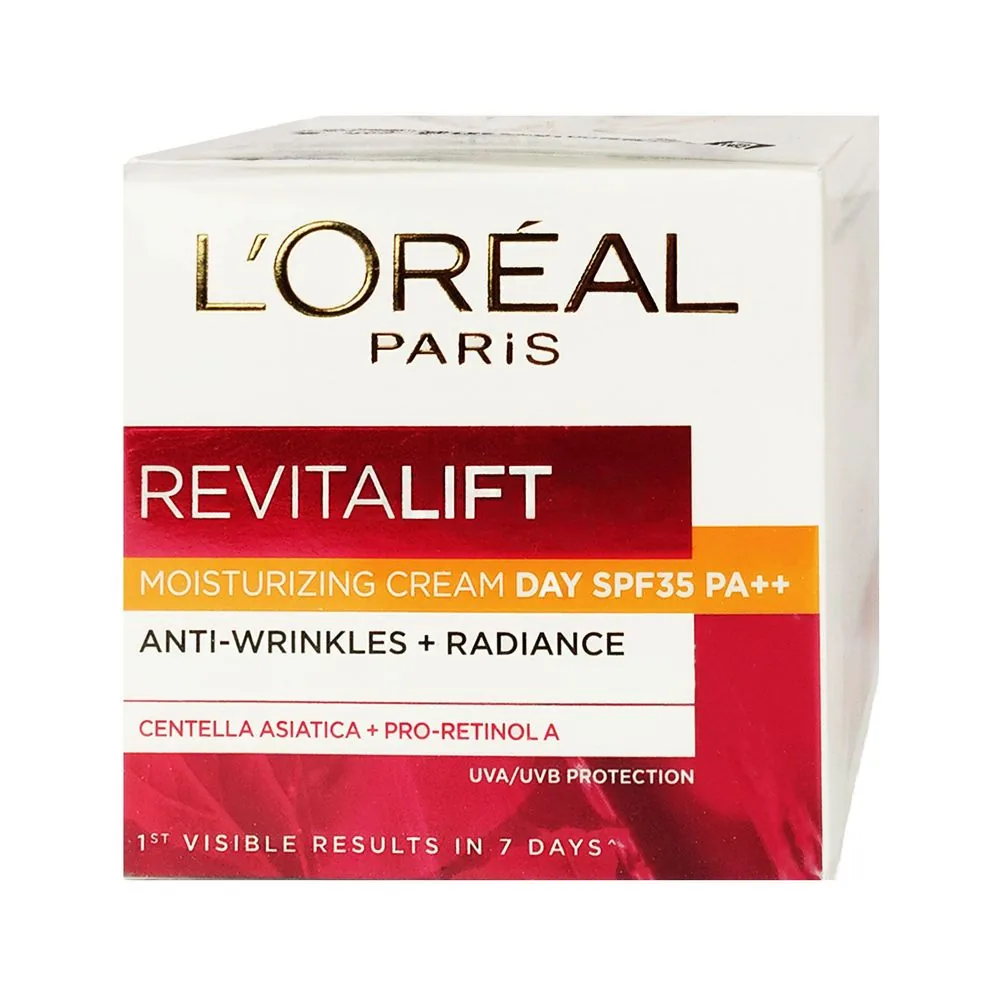 L'ORÉAL
PARiS
REVITALIFT
MOISTURIZING CREAM DAY SPF35 PA++
ANTI-WRINKLES + RADIANCE
CENTELLA ASIATICA + PRO-RETINOL A
UVA/UVB PROTECTION
1ST VISIBLE RESULTS IN 7 DAYS^